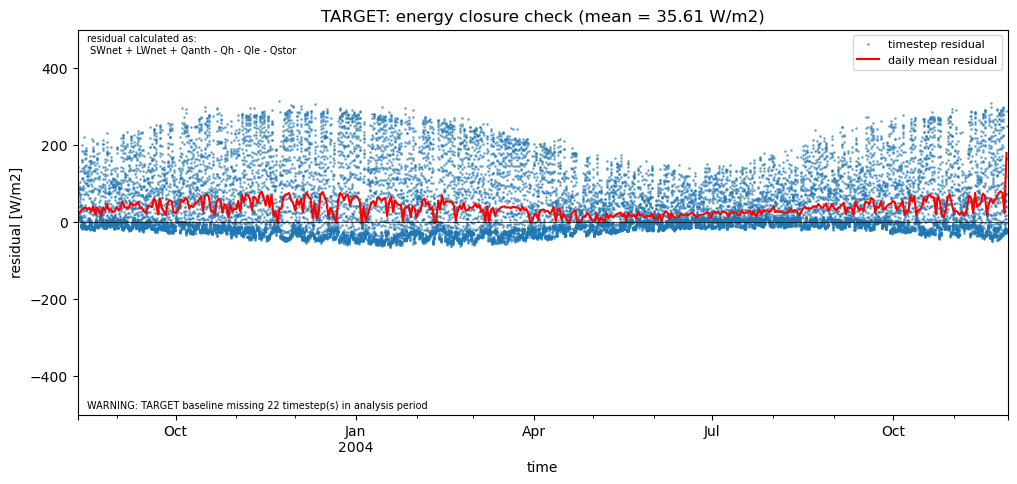 TARGET: energy closure check (mean = 35.61 W/m2)
residual calculated as:
SWnet + LWnet + Qanth - Qh - Qle - Qstor
timestep residual
daily mean residual
400
200
0
−200
−400
residual [W/m2]
WARNING: TARGET baseline missing 22 timestep(s) in analysis period
Oct
Jan
2004
Apr
Jul
Oct
time